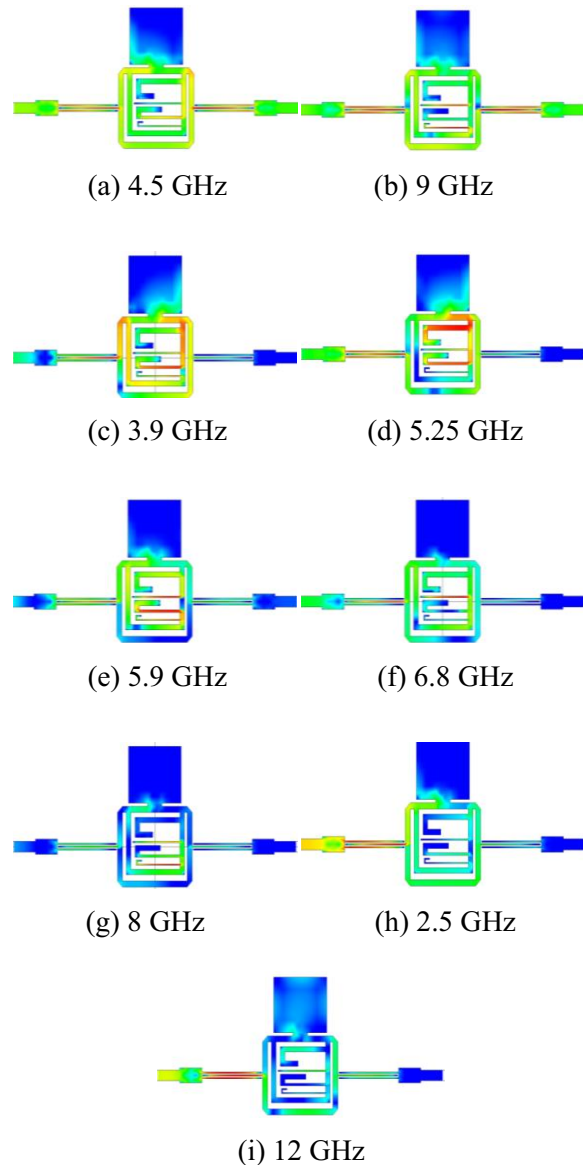 (a) 4.5 GHz
(b) 9 GHz
(c) 3.9 GHz
(d) 5.25 GHz
(e) 5.9 GHz
(f) 6.8 GHz
(g) 8 GHz
(h) 2.5 GHz
(i) 12 GHz